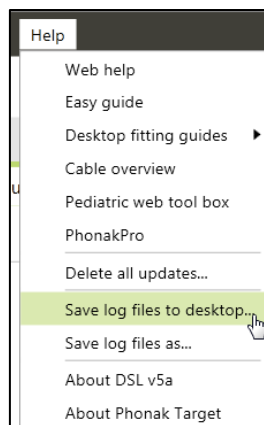 Help
Web help
Easy guide
Desktop fitting guides
Cable overview
Pediatric web tool box
PhonakPro
Delete all updates...
Save log files to desktop...
Save log files as...
About DSL v5a
About Phonak Target